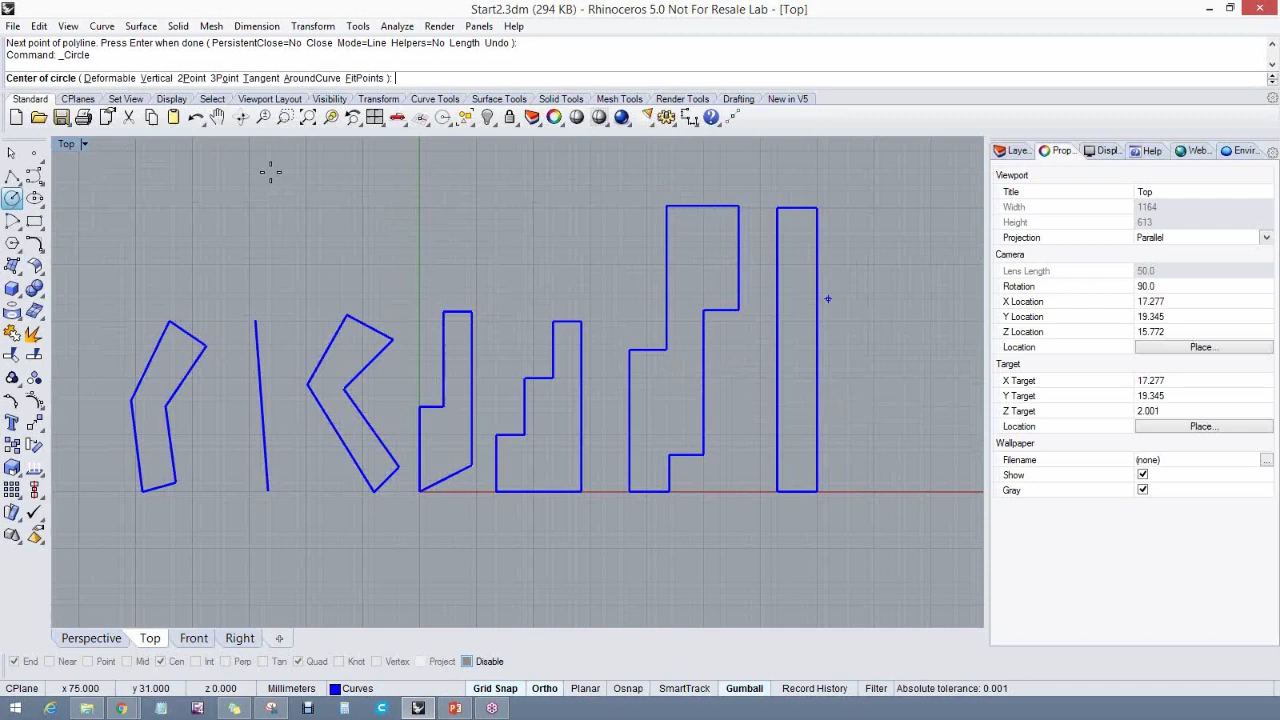 Start2.3dm (294 KB) - Rhinoceros 5.0 Not For Resale Lab - [Top]
File Edit View Curve Surface Solid Mesh Dimension Transform Tools Analyze Render Panels Help
Next point of polyline. Press Enter when done ( PersistentClose=No Close Mode=Line Helpers=No Length Undo ):
Command: _Circle
Center of circle ( Deformable Vertical 2Point 3Point Tangent AroundCurve FitPoints ):
Standard CPlanes Set View Display Select Viewport Layout Visibility Transform Curve Tools Surface Tools Solid Tools Mesh Tools Render Tools Drafting New in V5
Top
Laye... Prop... Displ... Help Web... Envir...
Viewport
Title Top
Width 1164
Height 613
Projection Parallel
Camera
Lens Length 50.0
Rotation 90.0
X Location 17.277
Y Location 19.345
Z Location 15.772
Location Place...
Target
X Target 17.277
Y Target 19.345
Z Target 2.001
Location Place...
Wallpaper
Filename (none) ...
Show
Gray
Perspective Top Front Right
End Near Point Mid Cen Int Perp Tan Quad Knot Vertex Project Disable
CPlane x 75.000 y 31.000 z 0.000 Millimeters Curves Grid Snap Ortho Planar Osnap SmartTrack Gumball Record History Filter Absolute tolerance: 0.001